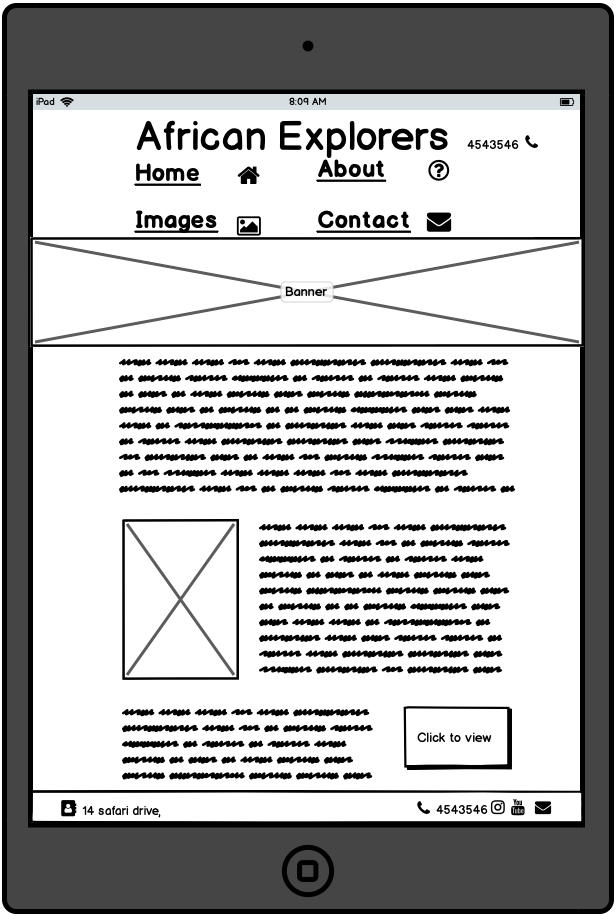 iPad 8:09 AM
African Explorers 4543546
Home About
Images Contact
Banner
Click to view
14 safari drive, 4543546 You Tube